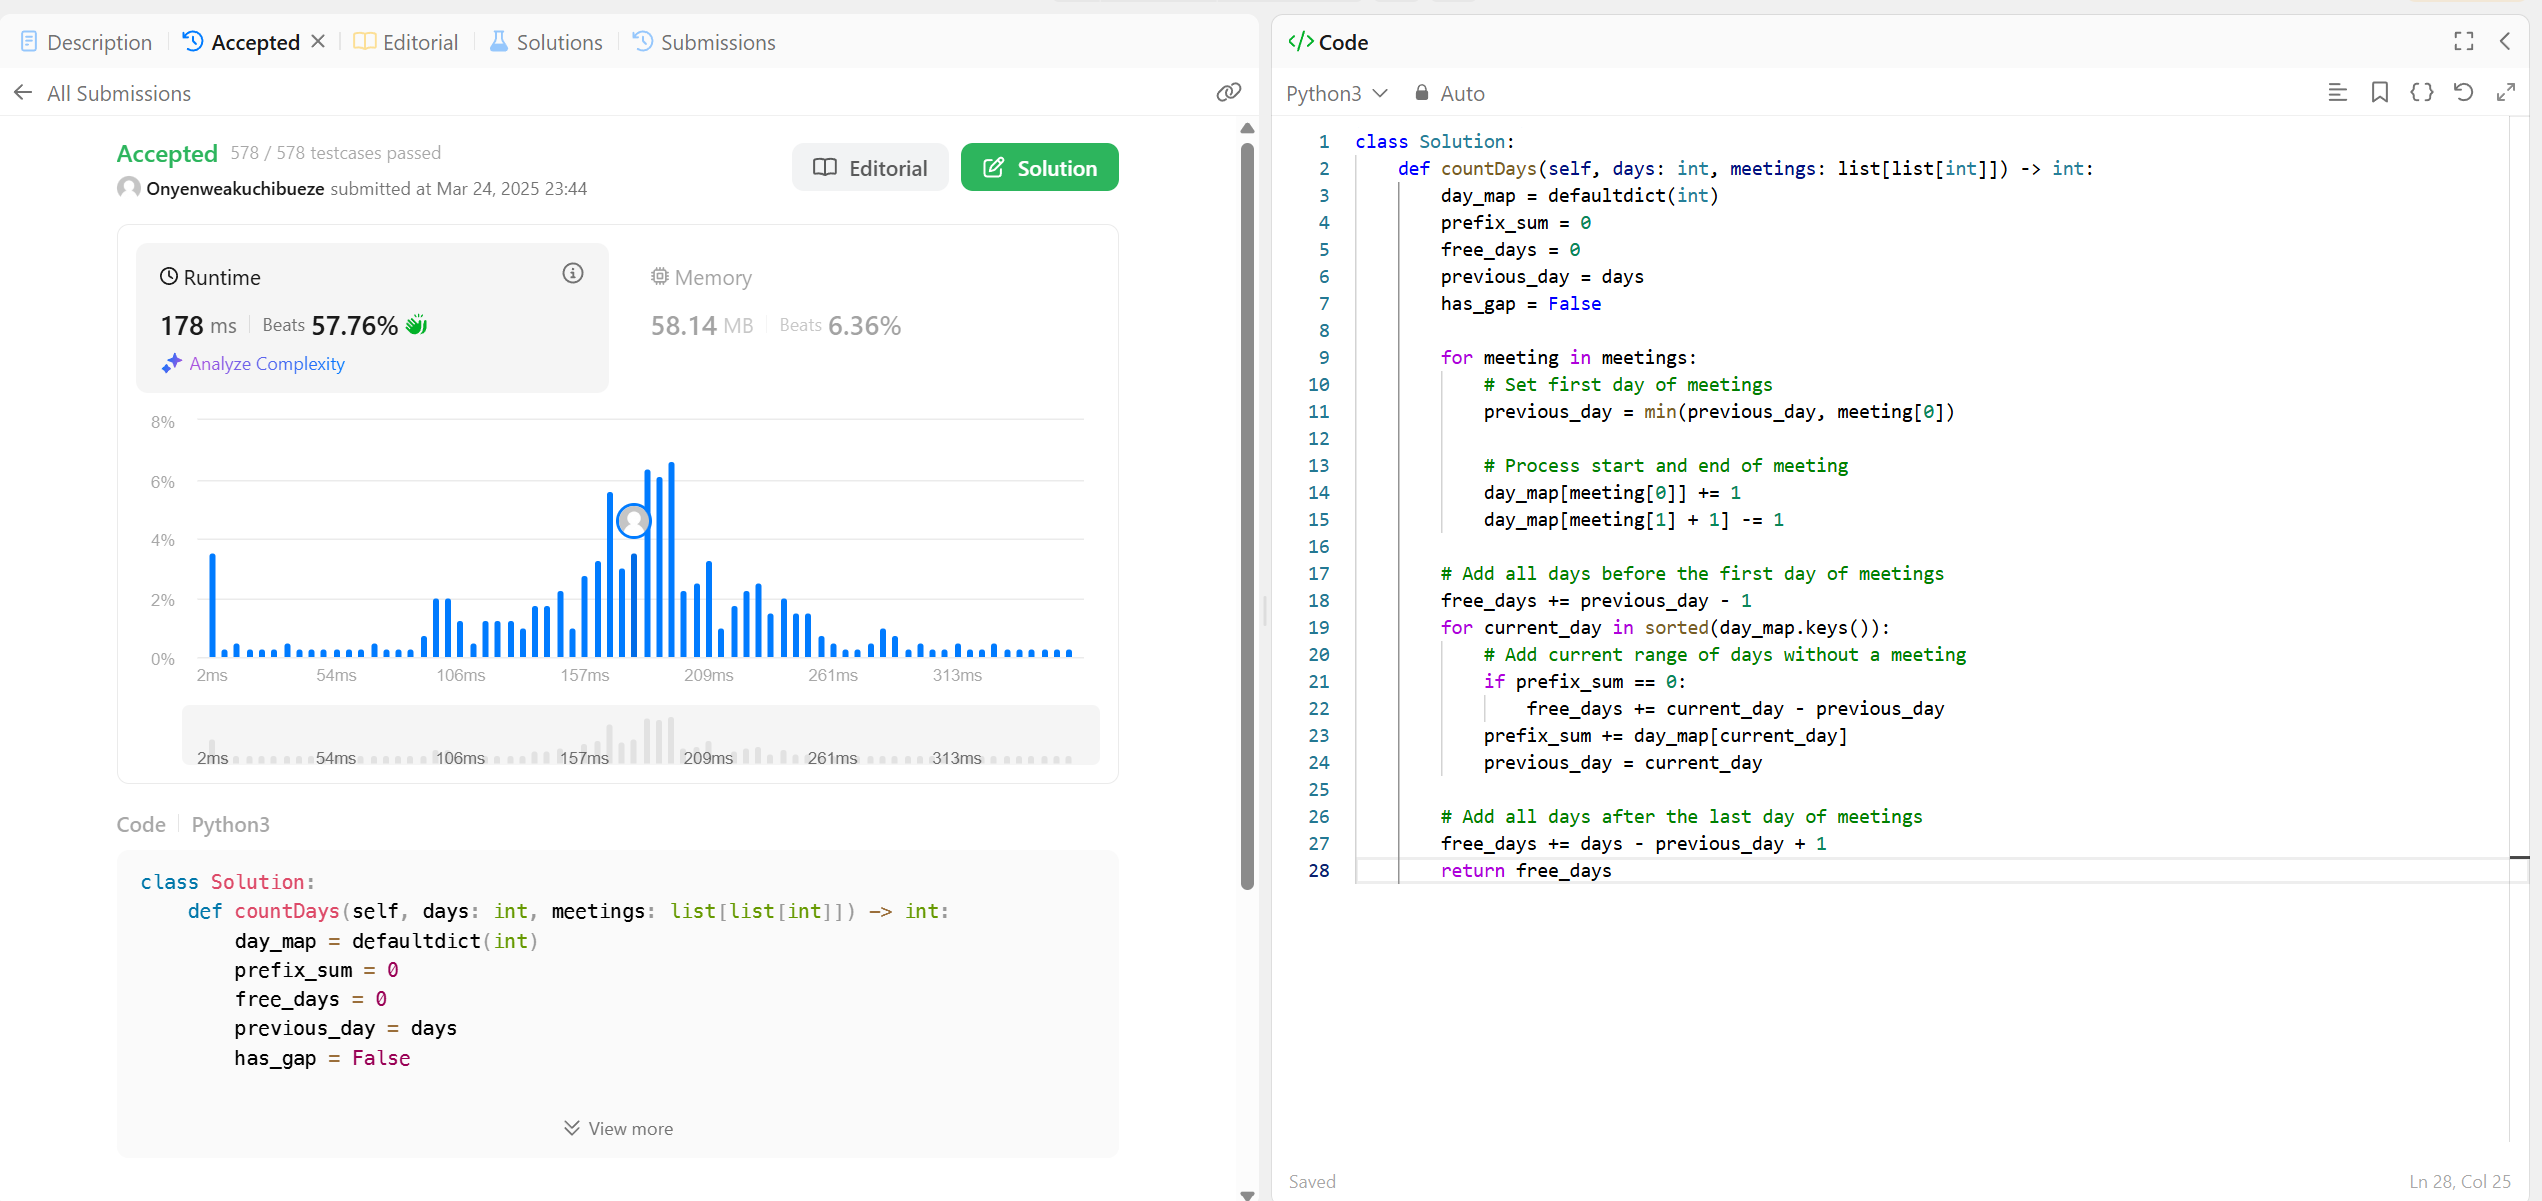 Description
Accepted
Editorial
Solutions
Submissions
All Submissions
Accepted 578 / 578 testcases passed
Onyenweakuchibueze submitted at Mar 24, 2025 23:44
Editorial
Solution
Runtime
178 ms Beats 57.76%
Analyze Complexity
Memory
58.14 MB Beats 6.36%
8%
6%
4%
2%
0%
2ms 54ms 106ms 157ms 209ms 261ms 313ms
2ms 54ms 106ms 157ms 209ms 261ms 313ms
Code Python3
class Solution:
    def countDays(self, days: int, meetings: list[list[int]]) -> int:
        day_map = defaultdict(int)
        prefix_sum = 0
        free_days = 0
        previous_day = days
        has_gap = False
View more
</> Code
Python3 Auto
1 class Solution:
2     def countDays(self, days: int, meetings: list[list[int]]) -> int:
3         day_map = defaultdict(int)
4         prefix_sum = 0
5         free_days = 0
6         previous_day = days
7         has_gap = False
8
9         for meeting in meetings:
10             # Set first day of meetings
11             previous_day = min(previous_day, meeting[0])
12
13             # Process start and end of meeting
14             day_map[meeting[0]] += 1
15             day_map[meeting[1] + 1] -= 1
16
17         # Add all days before the first day of meetings
18         free_days += previous_day - 1
19         for current_day in sorted(day_map.keys()):
20             # Add current range of days without a meeting
21             if prefix_sum == 0:
22                 free_days += current_day - previous_day
23             prefix_sum += day_map[current_day]
24             previous_day = current_day
25
26         # Add all days after the last day of meetings
27         free_days += days - previous_day + 1
28         return free_days
Saved
Ln 28, Col 25